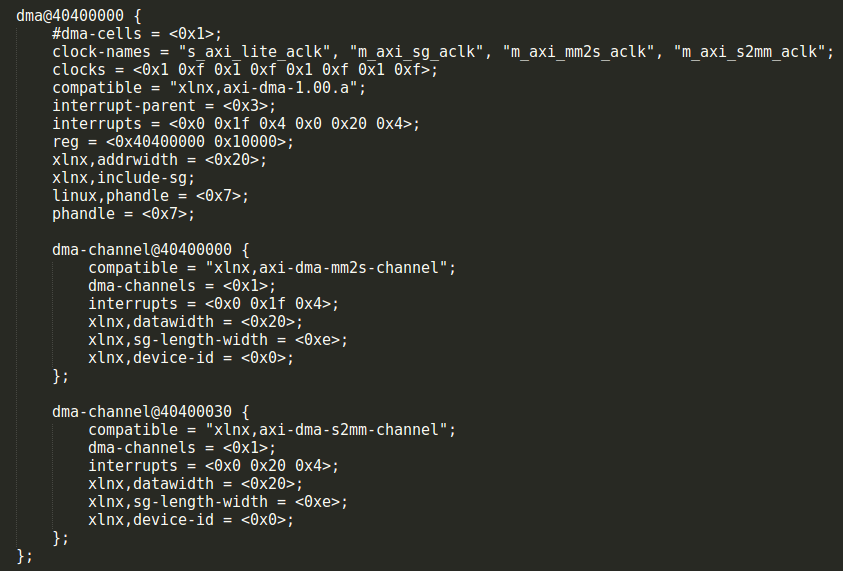 dma@40400000 {
    #dma-cells = <0x1>;
    clock-names = "s_axi_lite_aclk", "m_axi_sg_aclk", "m_axi_mm2s_aclk", "m_axi_s2mm_aclk";
    clocks = <0x1 0xf 0x1 0xf 0x1 0xf 0x1 0xf>;
    compatible = "xlnx,axi-dma-1.00.a";
    interrupt-parent = <0x3>;
    interrupts = <0x0 0x1f 0x4 0x0 0x20 0x4>;
    reg = <0x40400000 0x10000>;
    xlnx,addrwidth = <0x20>;
    xlnx,include-sg;
    linux,phandle = <0x7>;
    phandle = <0x7>;

    dma-channel@40400000 {
        compatible = "xlnx,axi-dma-mm2s-channel";
        dma-channels = <0x1>;
        interrupts = <0x0 0x1f 0x4>;
        xlnx,datawidth = <0x20>;
        xlnx,sg-length-width = <0xe>;
        xlnx,device-id = <0x0>;
    };

    dma-channel@40400030 {
        compatible = "xlnx,axi-dma-s2mm-channel";
        dma-channels = <0x1>;
        interrupts = <0x0 0x20 0x4>;
        xlnx,datawidth = <0x20>;
        xlnx,sg-length-width = <0xe>;
        xlnx,device-id = <0x0>;
    };
};